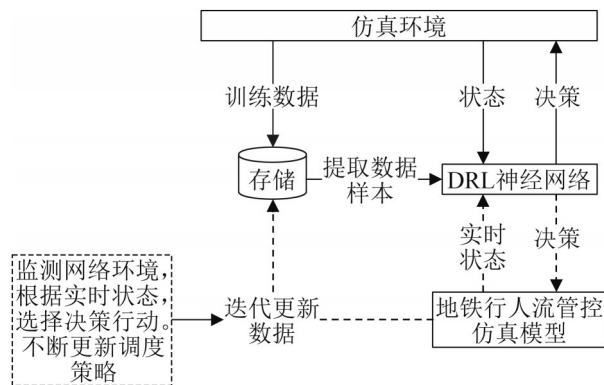 仿真环境
训练数据
状态
决策
存储
提取数据
样本
DRL神经网络
实时
状态
决策
监测网络环境，
根据实时状态，
选择决策行动。
不断更新调度
策略
迭代更新
数据
地铁行人流管控
仿真模型